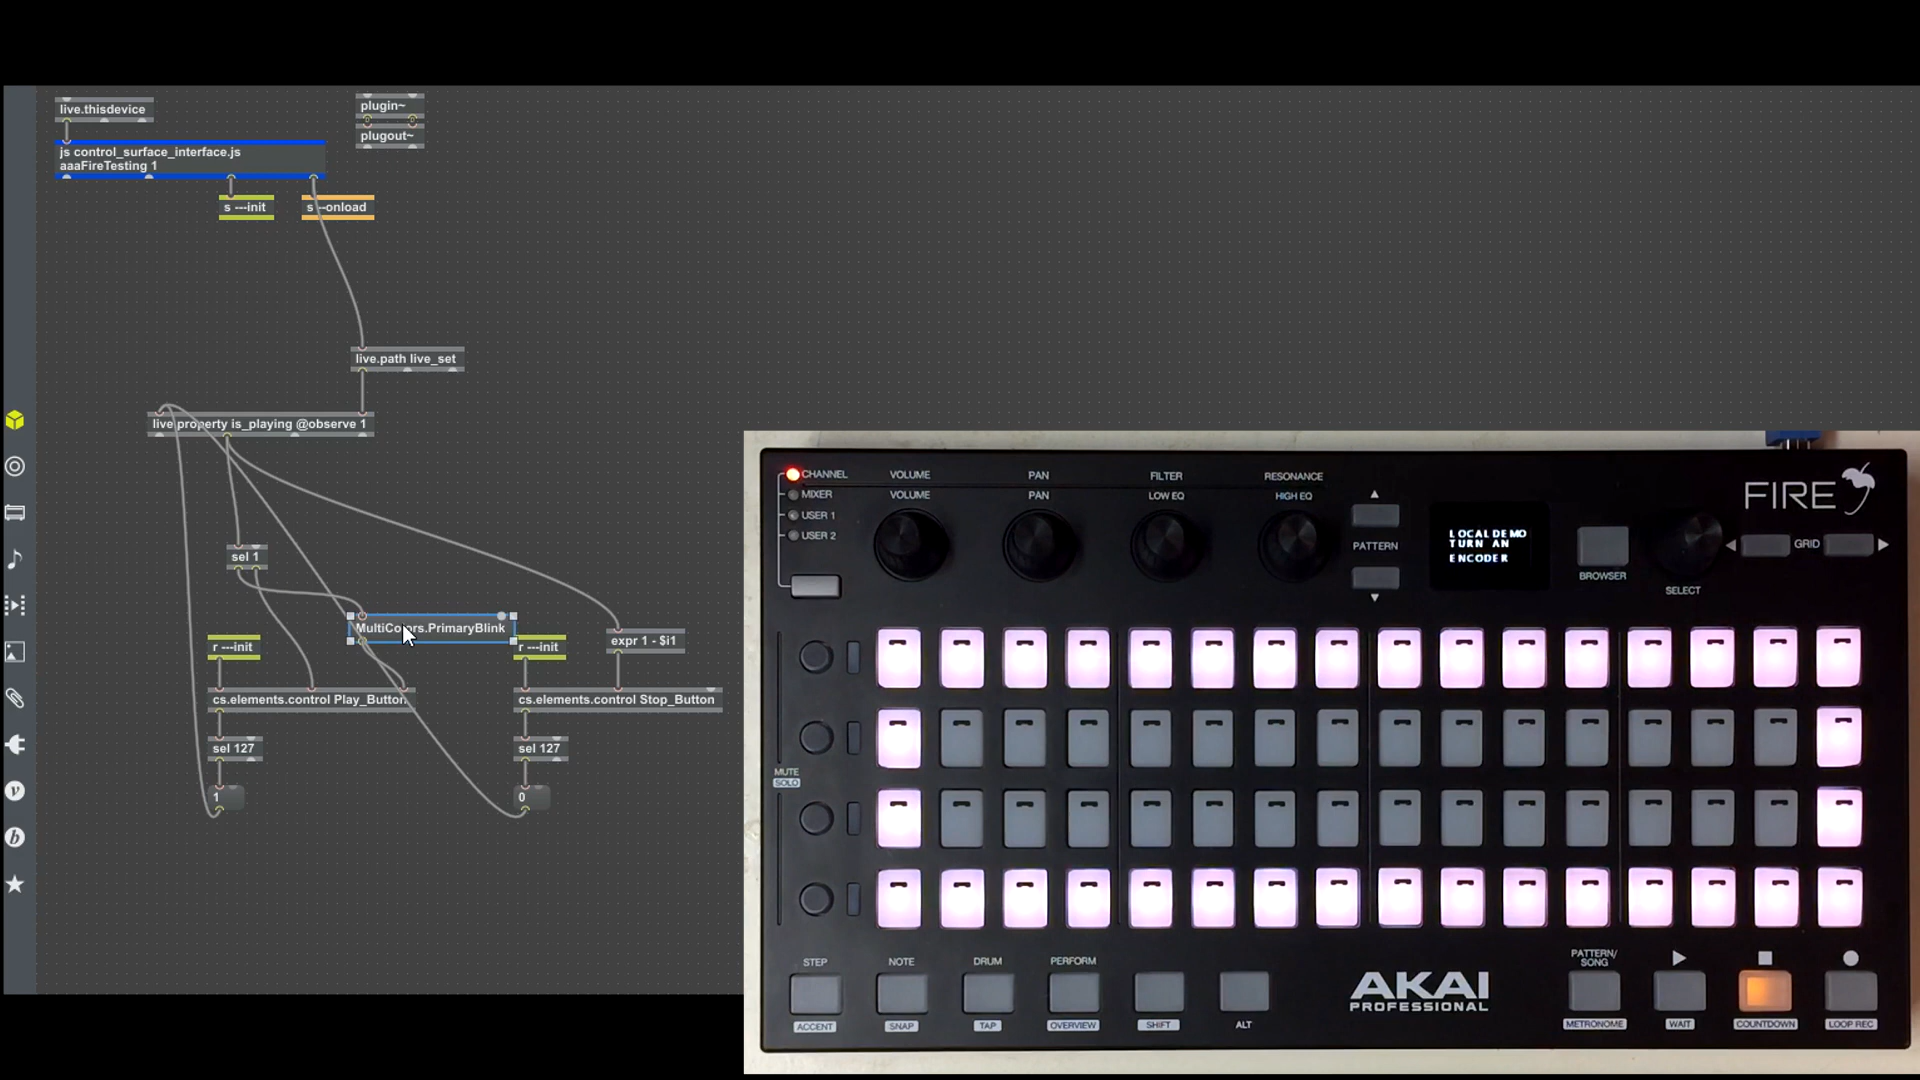 live.thisdevice
plugin~
plugout~
js control_surface_interface.js
aaaFireTesting 1
s ---init
s ---onload
live.path live_set
live.property is_playing @observe 1
sel 1
MultiColors.PrimaryBlink
r ---init
r ---init
expr 1 - $i1
cs.elements.control Play_Button
cs.elements.control Stop_Button
sel 127
sel 127
1
0
CHANNEL
VOLUME
PAN
FILTER
RESONANCE
MIXER
VOLUME
PAN
LOW EQ
HIGH EQ
USER 1
USER 2
PATTERN
LOCAL DEMO
TURN AN
ENCODER
BROWSER
SELECT
FIRE
GRID
MUTE
SOLO
STEP
NOTE
DRUM
PERFORM
PATTERN/
SONG
AKAI
PROFESSIONAL
ACCENT
SNAP
TAP
OVERVIEW
SHIFT
ALT
METRONOME
WAIT
COUNTDOWN
LOOP REC